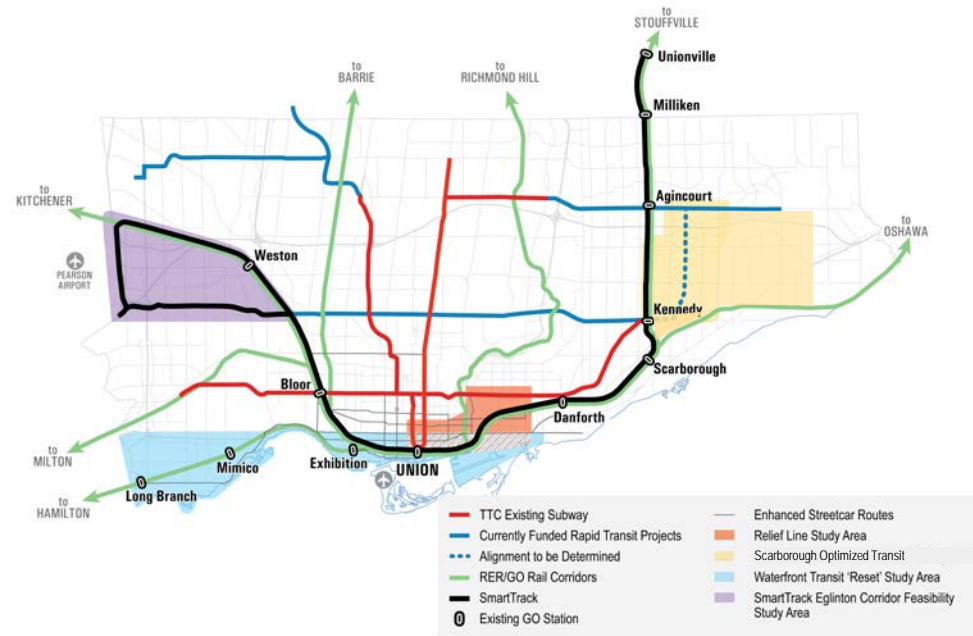 to
STOUFFVILLE
Unionville
to
BARRIE
to
RICHMOND HILL
Milliken
to
KITCHENER
Agincourt
to
OSHAWA
Weston
PEARSON
AIRPORT
Kennedy
Scarborough
Bloor
Danforth
to
MILTON
Mimico
Exhibition
UNION
Long Branch
to
HAMILTON
TTC Existing Subway
Currently Funded Rapid Transit Projects
Alignment to be Determined
RER/GO Rail Corridors
SmartTrack
Existing GO Station
Enhanced Streetcar Routes
Relief Line Study Area
Scarborough Optimized Transit
Waterfront Transit 'Reset' Study Area
SmartTrack Eglinton Corridor Feasibility
Study Area